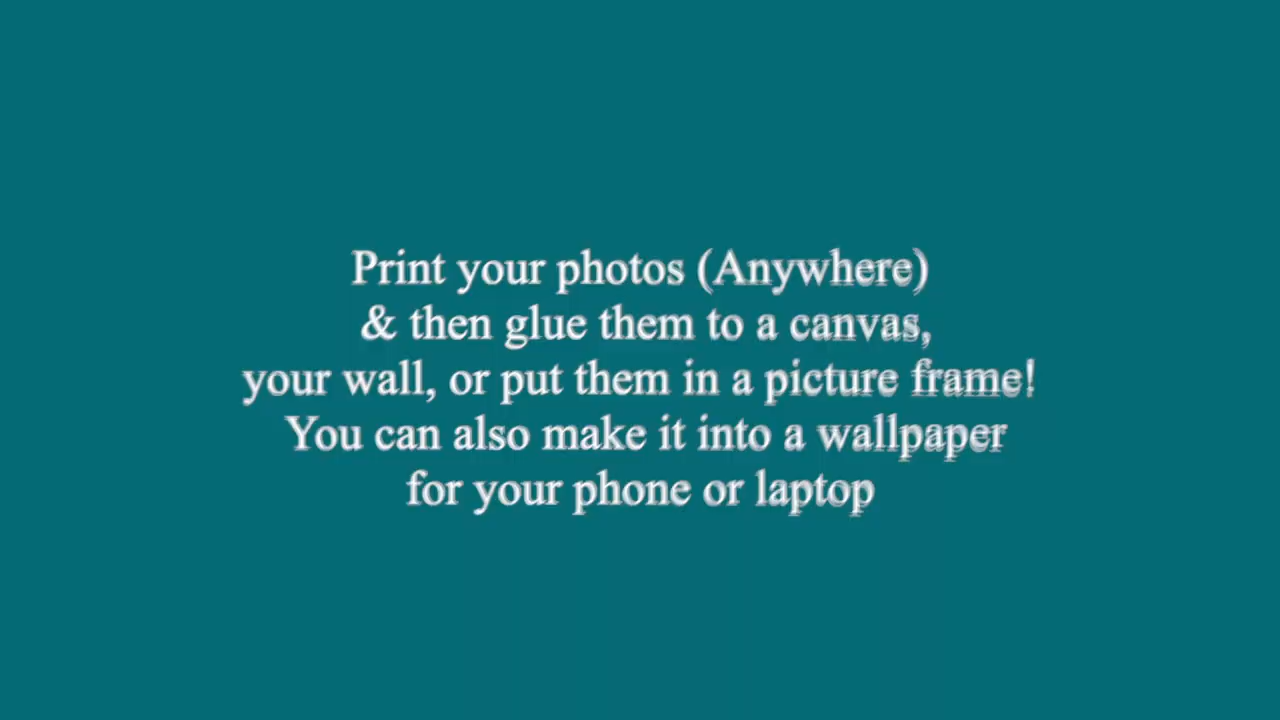 Print your photos (Anywhere)
& then glue them to a canvas,
your wall, or put them in a picture frame!
You can also make it into a wallpaper
for your phone or laptop